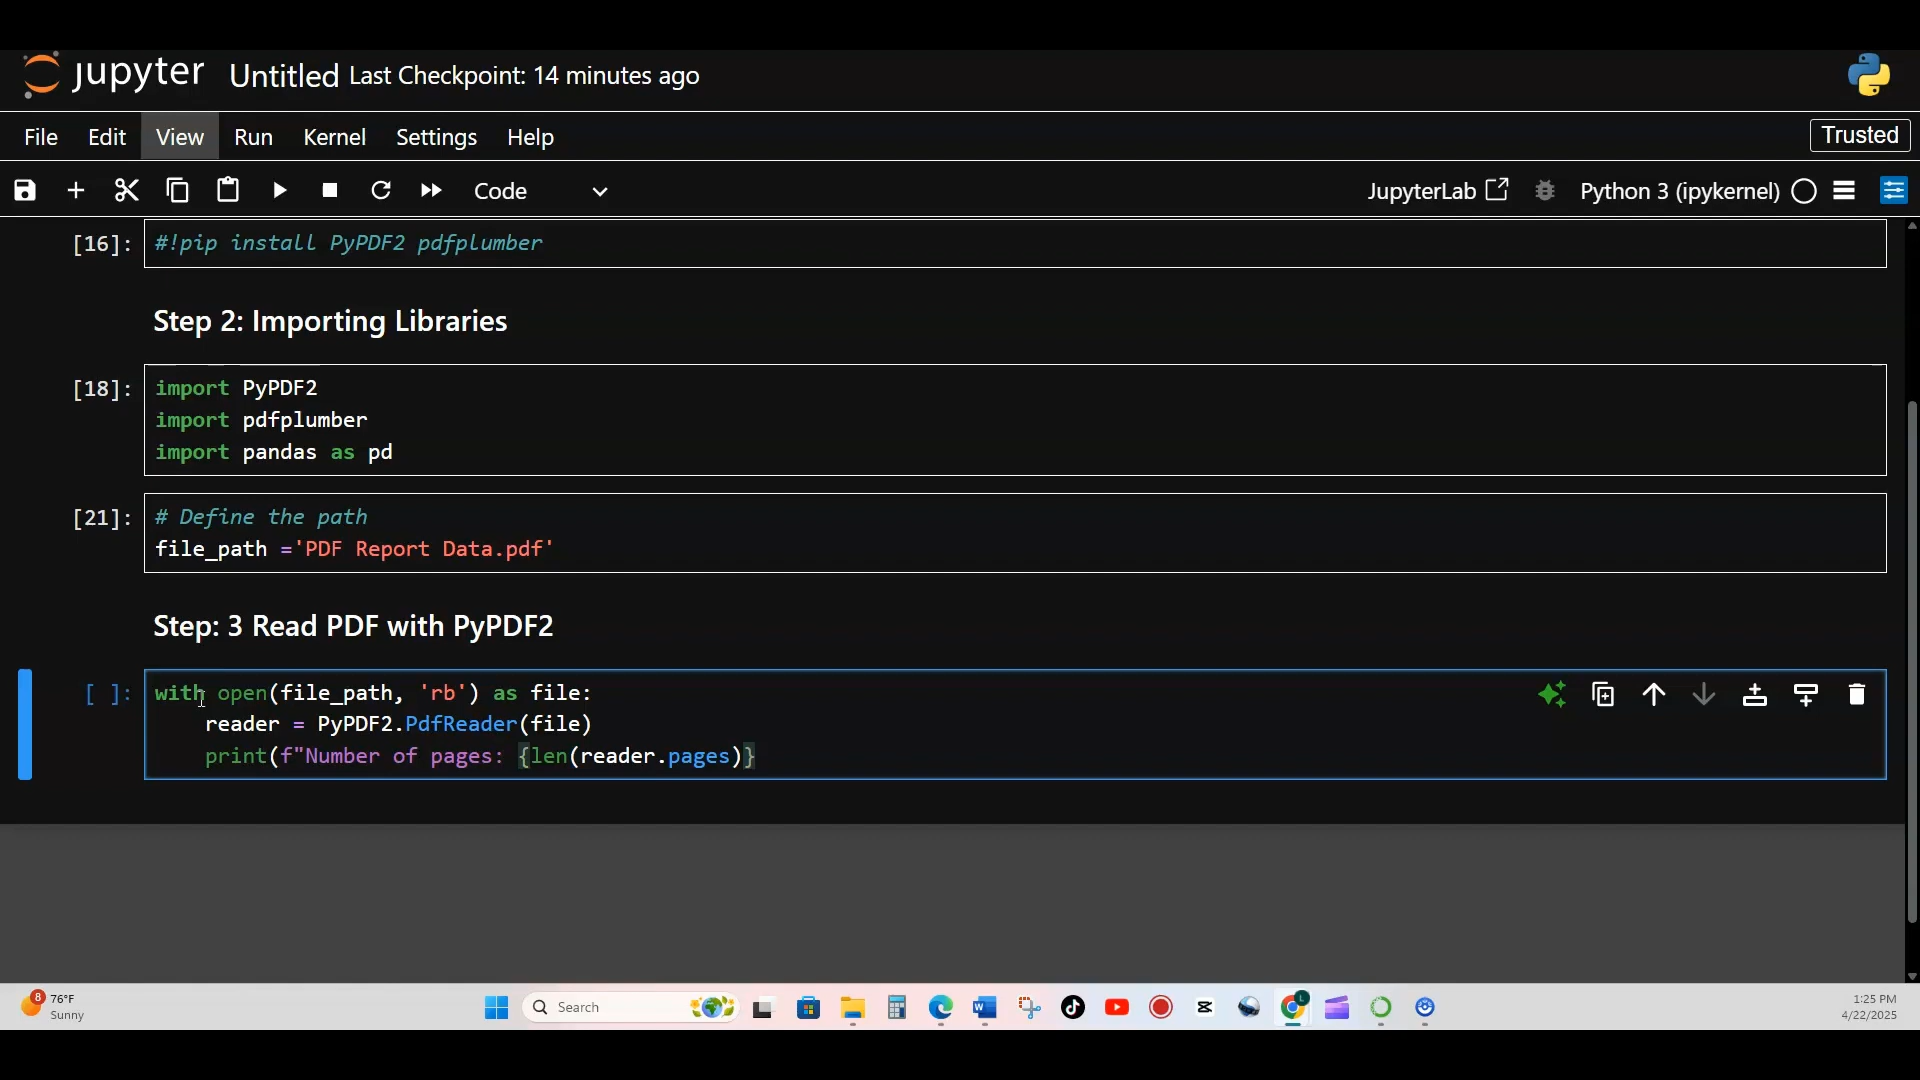 jupyter Untitled Last Checkpoint: 14 minutes ago
File Edit View Run Kernel Settings Help Trusted
Code JupyterLab Python 3 (ipykernel)
[16]: #!pip install PyPDF2 pdfplumber
Step 2: Importing Libraries
[18]: import PyPDF2
import pdfplumber
import pandas as pd
[21]: # Define the path
file_path ='PDF Report Data.pdf'
Step: 3 Read PDF with PyPDF2
[ ]: with open(file_path, 'rb') as file:
reader = PyPDF2.PdfReader(file)
print(f"Number of pages: {len(reader.pages)}
8 76°F
Sunny
Search
L
1:25 PM
4/22/2025